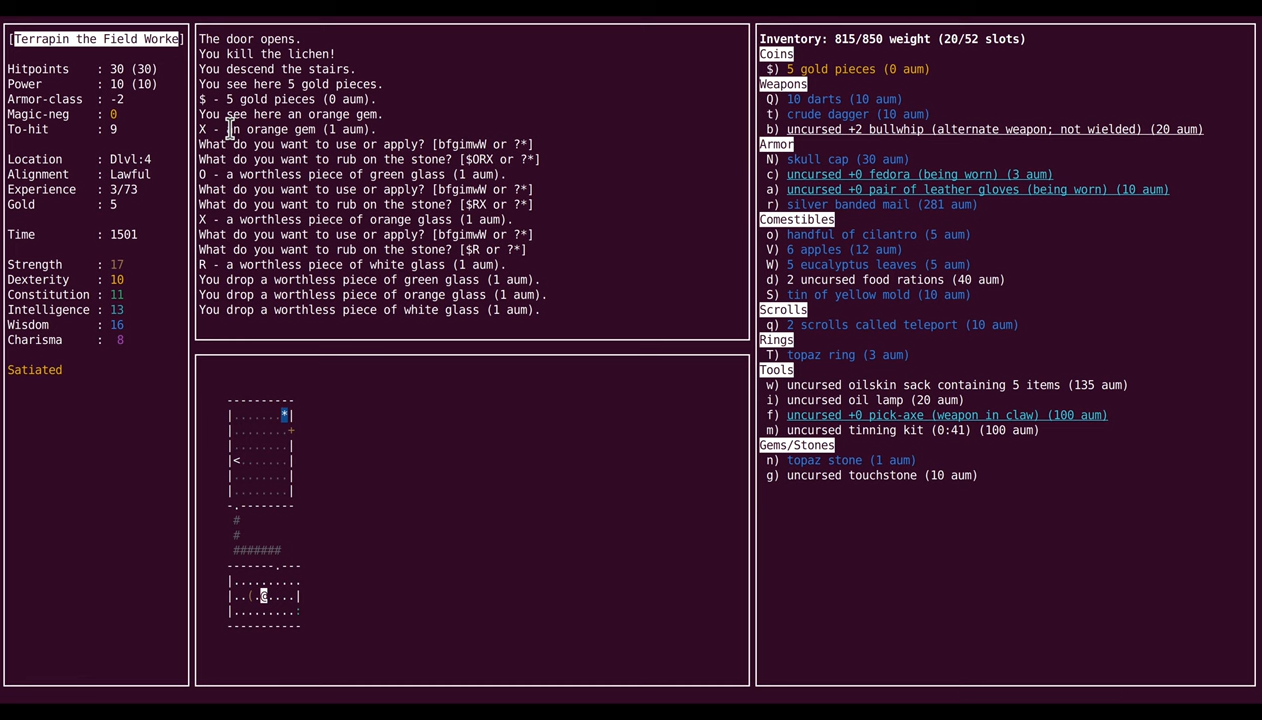 [Terrapin the Field Worke]
Hitpoints : 30 (30)
Power : 10 (10)
Armor-class : -2
Magic-neg : 0
To-hit : 9
Location : Dlvl:4
Alignment : Lawful
Experience : 3/73
Gold : 5
Time : 1501
Strength : 17
Dexterity : 10
Constitution : 11
Intelligence : 13
Wisdom : 16
Charisma : 8
Satiated
The door opens.
You kill the lichen!
You descend the stairs.
You see here 5 gold pieces.
$ - 5 gold pieces (0 aum).
You see here an orange gem.
X - an orange gem (1 aum).
What do you want to use or apply? [bfgimwW or ?*]
What do you want to rub on the stone? [$ORX or ?*]
O - a worthless piece of green glass (1 aum).
What do you want to use or apply? [bfgimwW or ?*]
What do you want to rub on the stone? [$RX or ?*]
X - a worthless piece of orange glass (1 aum).
What do you want to use or apply? [bfgimwW or ?*]
What do you want to rub on the stone? [$R or ?*]
R - a worthless piece of white glass (1 aum).
You drop a worthless piece of green glass (1 aum).
You drop a worthless piece of orange glass (1 aum).
You drop a worthless piece of white glass (1 aum).
----------
|.......*|
|........+
|........|
|<.......|
|........|
|........|
-.--------
#
#
#######
-------.---
|..........
|..(.@....|
|.........:
-----------
Inventory: 815/850 weight (20/52 slots)
Coins
$) 5 gold pieces (0 aum)
Weapons
Q) 10 darts (10 aum)
t) crude dagger (10 aum)
b) uncursed +2 bullwhip (alternate weapon; not wielded) (20 aum)
Armor
N) skull cap (30 aum)
c) uncursed +0 fedora (being worn) (3 aum)
a) uncursed +0 pair of leather gloves (being worn) (10 aum)
r) silver banded mail (281 aum)
Comestibles
o) handful of cilantro (5 aum)
V) 6 apples (12 aum)
W) 5 eucalyptus leaves (5 aum)
d) 2 uncursed food rations (40 aum)
S) tin of yellow mold (10 aum)
Scrolls
q) 2 scrolls called teleport (10 aum)
Rings
T) topaz ring (3 aum)
Tools
w) uncursed oilskin sack containing 5 items (135 aum)
i) uncursed oil lamp (20 aum)
f) uncursed +0 pick-axe (weapon in claw) (100 aum)
m) uncursed tinning kit (0:41) (100 aum)
Gems/Stones
n) topaz stone (1 aum)
g) uncursed touchstone (10 aum)